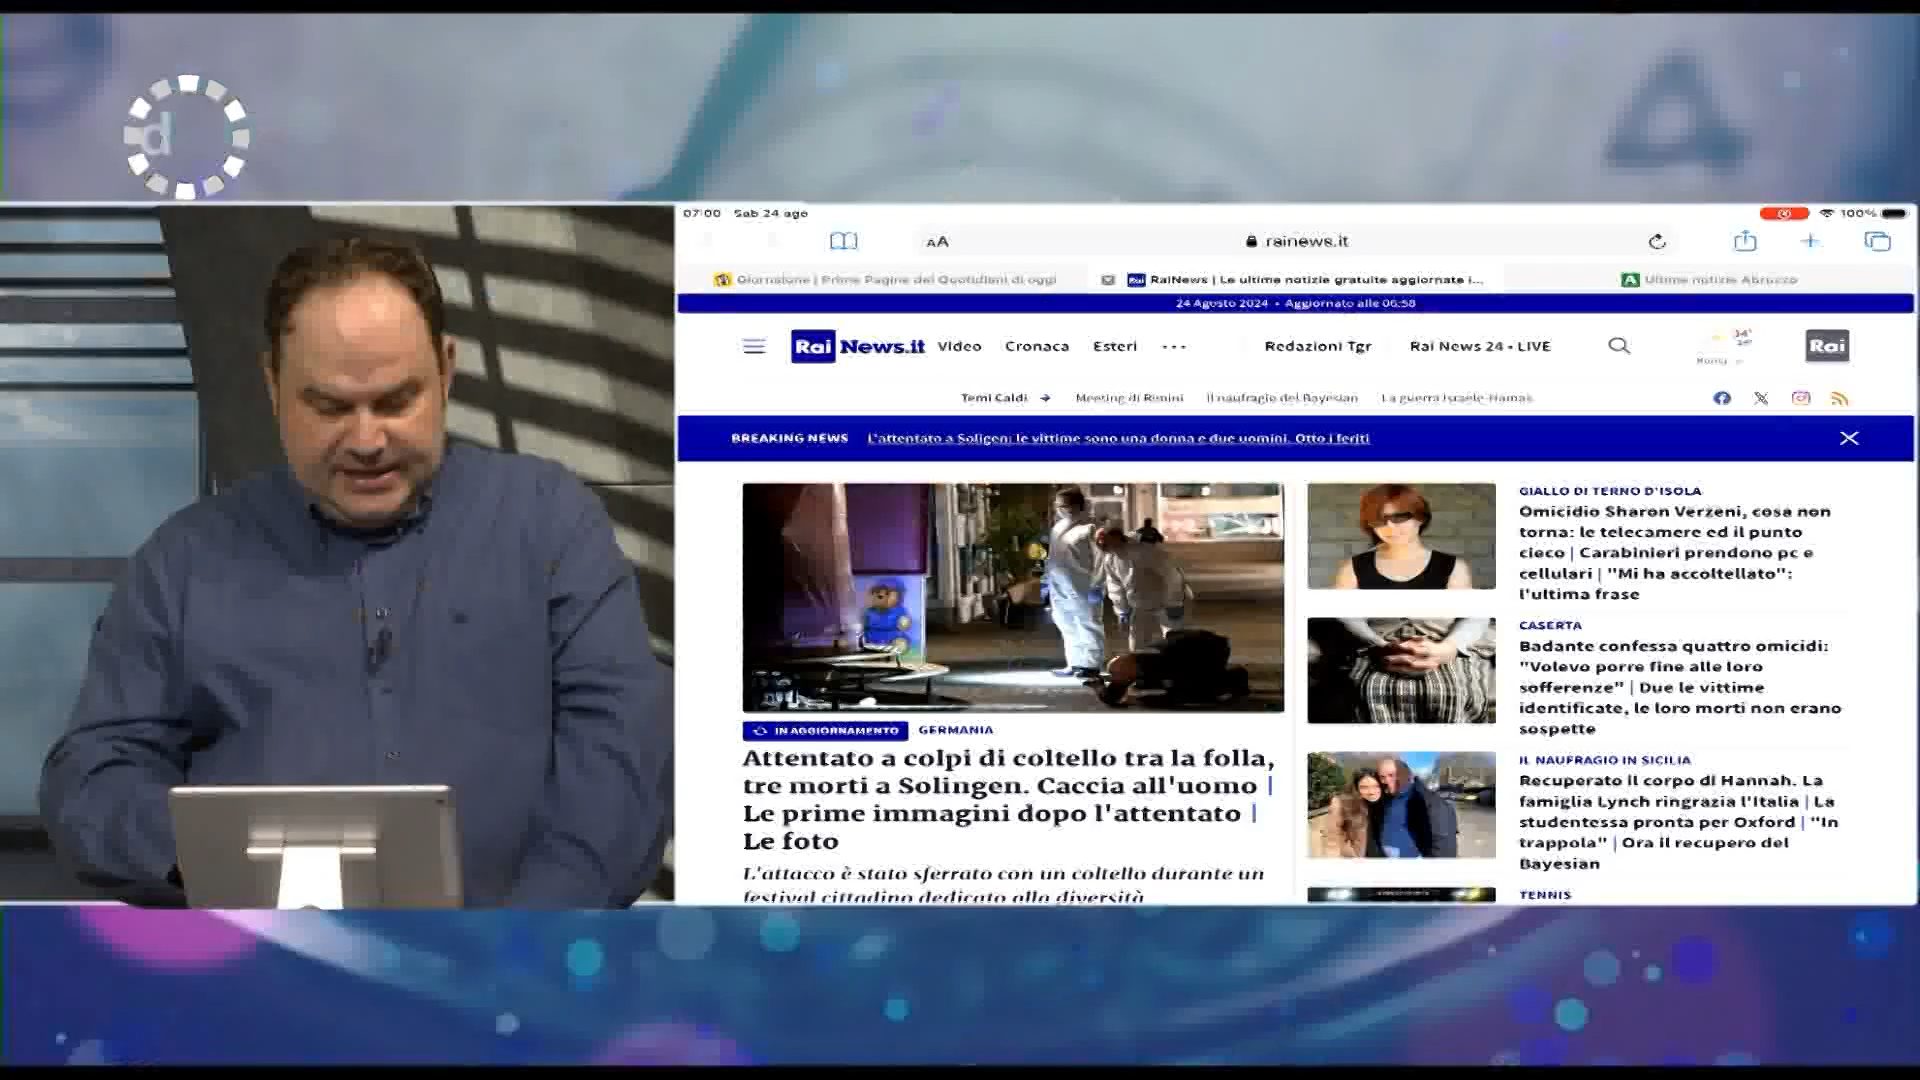 d
07:00 Sab 24 ago
100%
AA
rainews.it
Giornalone | Prime Pagine dei Quotidiani di oggi
RaiNews | Le ultime notizie gratuite aggiornate i...
Ultime notizie Abruzzo
24 Agosto 2024 • Aggiornato alle 06:58
Rai News.it
Video
Cronaca
Esteri
Redazioni Tgr
Rai News 24 - LIVE
Rai
Temi Caldi →
Meeting di Rimini
Il naufragio del Bayesian
La guerra Israele-Hamas
BREAKING NEWS L'attentato a Soligen: le vittime sono una donna e due uomini. Otto i feriti
IN AGGIORNAMENTO GERMANIA
Attentato a colpi di coltello tra la folla,
tre morti a Solingen. Caccia all'uomo |
Le prime immagini dopo l'attentato |
Le foto
L'attacco è stato sferrato con un coltello durante un
festival cittadino dedicato alla diversità
GIALLO DI TERNO D'ISOLA
Omicidio Sharon Verzeni, cosa non
torna: le telecamere ed il punto
cieco | Carabinieri prendono pc e
cellulari | "Mi ha accoltellato":
l'ultima frase
CASERTA
Badante confessa quattro omicidi:
"Volevo porre fine alle loro
sofferenze" | Due le vittime
identificate, le loro morti non erano
sospette
IL NAUFRAGIO IN SICILIA
Recuperato il corpo di Hannah. La
famiglia Lynch ringrazia l'Italia | La
studentessa pronta per Oxford | "In
trappola" | Ora il recupero del
Bayesian
TENNIS